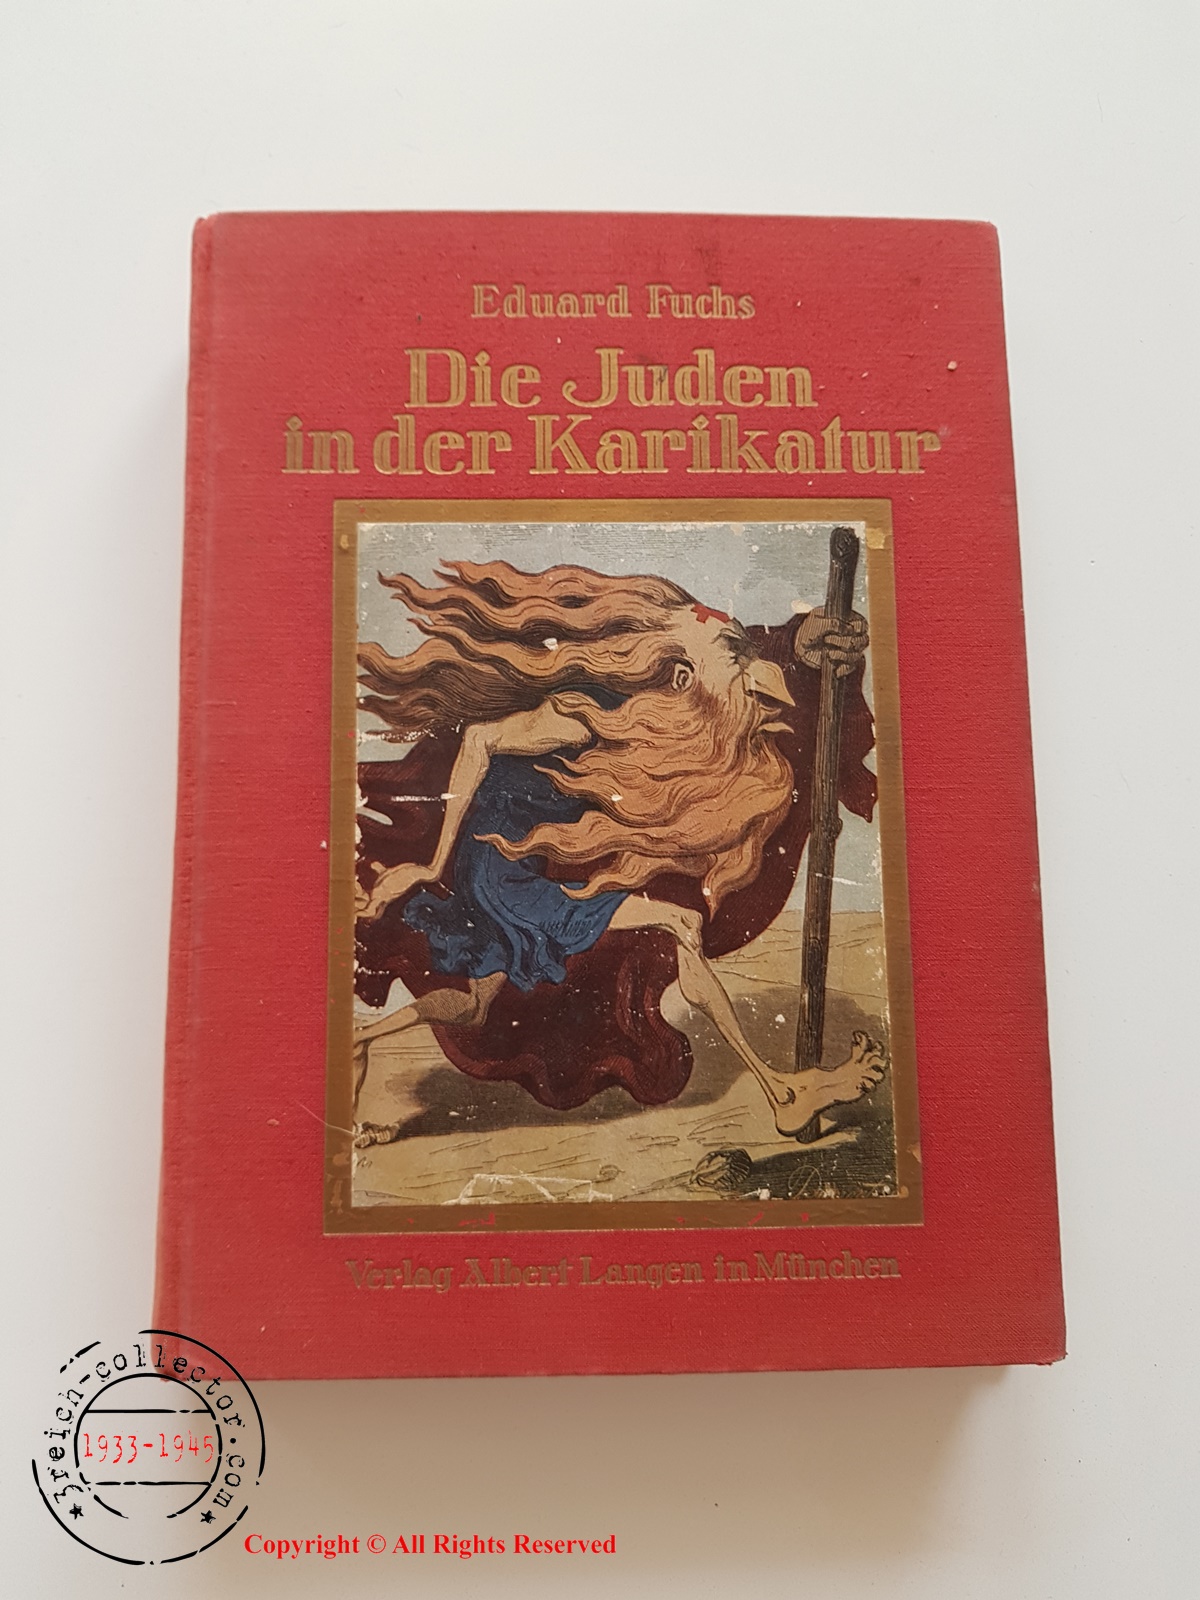 Eduard Fuchs
Die Juden
in der Karikatur
Verlag Albert Langen in München
3reich-collector.com
1933-1945
Copyright © All Rights Reserved